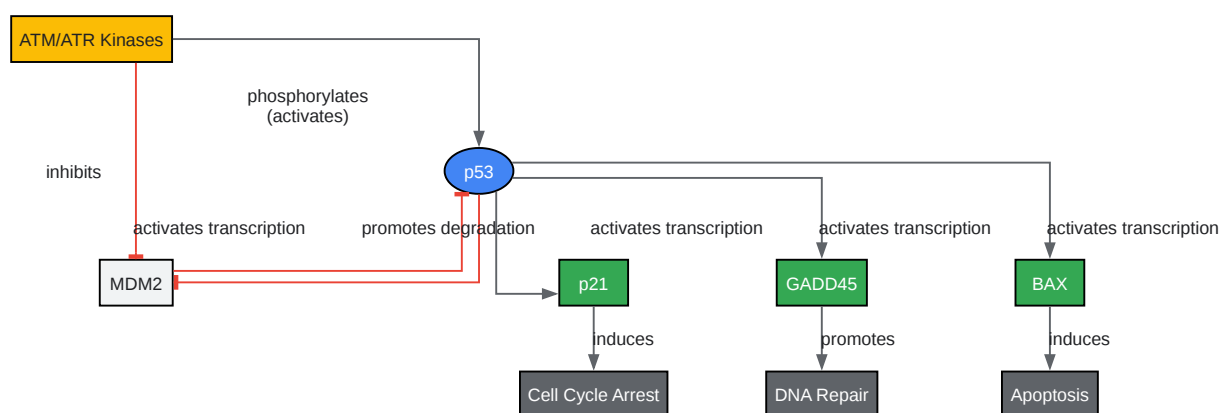 ATM/ATR Kinases
phosphorylates
(activates)
inhibits
p53
activates transcription
promotes degradation
activates transcription
activates transcription
activates transcription
MDM2
p21
GADD45
BAX
induces
promotes
induces
Cell Cycle Arrest
DNA Repair
Apoptosis